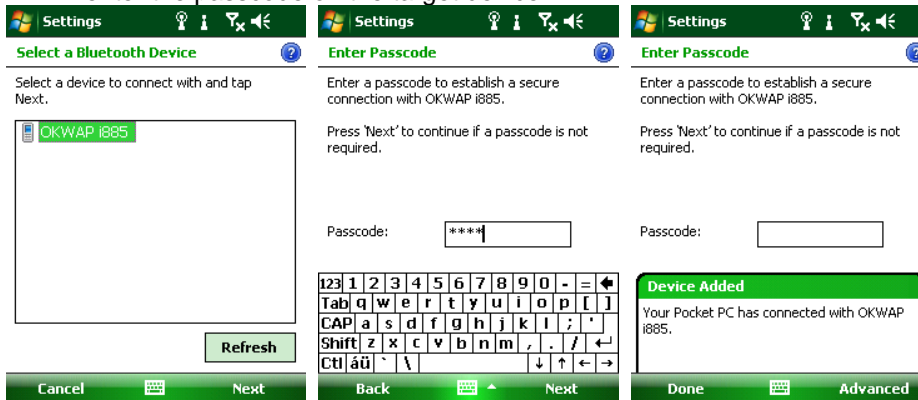 Settings
Select a Bluetooth Device
Select a device to connect with and tap
Next.
OKWAP i885
Refresh
Cancel Next
Settings
Enter Passcode
Enter a passcode to establish a secure
connection with OKWAP i885.
Press 'Next' to continue if a passcode is not
required.
Passcode: ****
123 1 2 3 4 5 6 7 8 9 0 - =
Tab q w e r t y u i o p [ ]
CAP a s d f g h j k l ; '
Shift z x c v b n m , . /
Ctl áü ` \
Back Next
Settings
Enter Passcode
Enter a passcode to establish a secure
connection with OKWAP i885.
Press 'Next' to continue if a passcode is not
required.
Passcode:
Device Added
Your Pocket PC has connected with OKWAP
i885.
Done Advanced